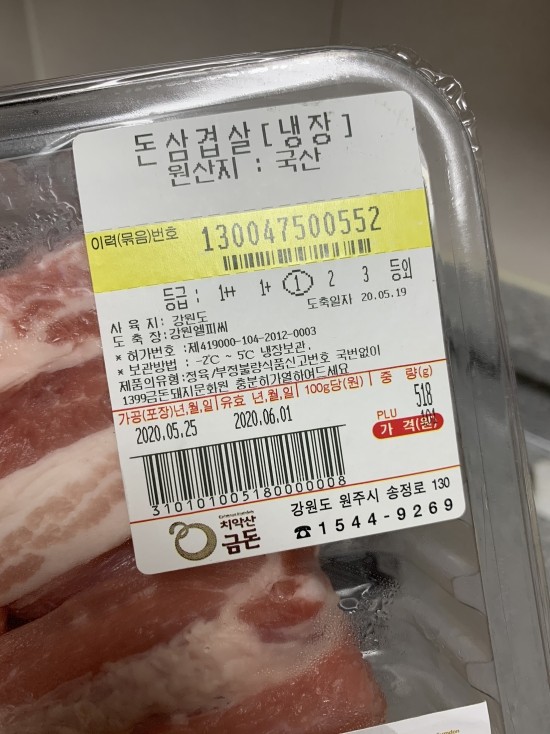 돈삼겹살[냉장]
원산지 : 국산
이력(묶음)번호 130047500552
등급 : 1++ 1+ 1 2 3 등외
도축일자 20.05.19
사 육 지: 강원도
도 축 장: 강원엘피씨
* 허가번호 :제419000-104-2012-0003
* 보관방법 : -2℃ ~ 5℃ 냉장보관.
제품의유형:정육/부정불량식품신고번호 국번없이
1399금돈돼지문화원 충분히가열하여드세요
가공(포장)년,월,일 유효 년,월,일 100g당(원) 중 량(g)
2020.05.25 2020.06.01 518
PLU
가 격(원)
310101005180000008
강원도 원주시 송정로 130
☎ 1544-9269
치악산
금돈